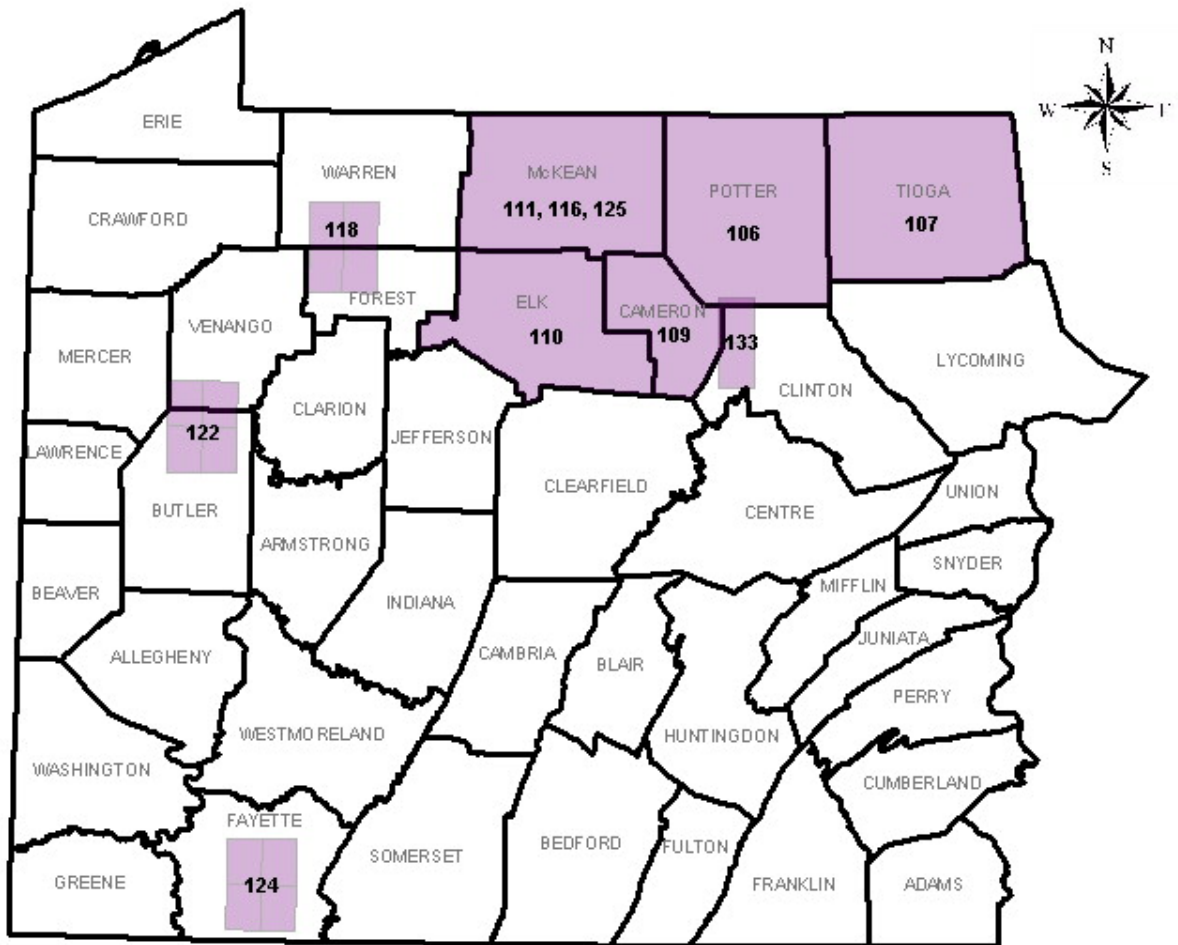 N
W
E
S
ERIE
WARREN
McKEAN
111, 116, 125
POTTER
106
TIOGA
107
CRAWFORD
118
FOREST
ELK
110
CAMERON
109
133
VENANGO
MERCER
CLARION
CLINTON
LYCOMING
122
JEFFERSON
LAWRENCE
CLEARFIELD
UNION
BUTLER
CENTRE
ARMSTRONG
SNYDER
BEAVER
INDIANA
MIFFLIN
JUNIATA
ALLEGHENY
CAMBRIA
BLAIR
PERRY
WESTMORELAND
HUNTINGDON
WASHINGTON
CUMBERLAND
FAYETTE
BEDFORD
FULTON
SOMERSET
GREENE
124
FRANKLIN
ADAMS